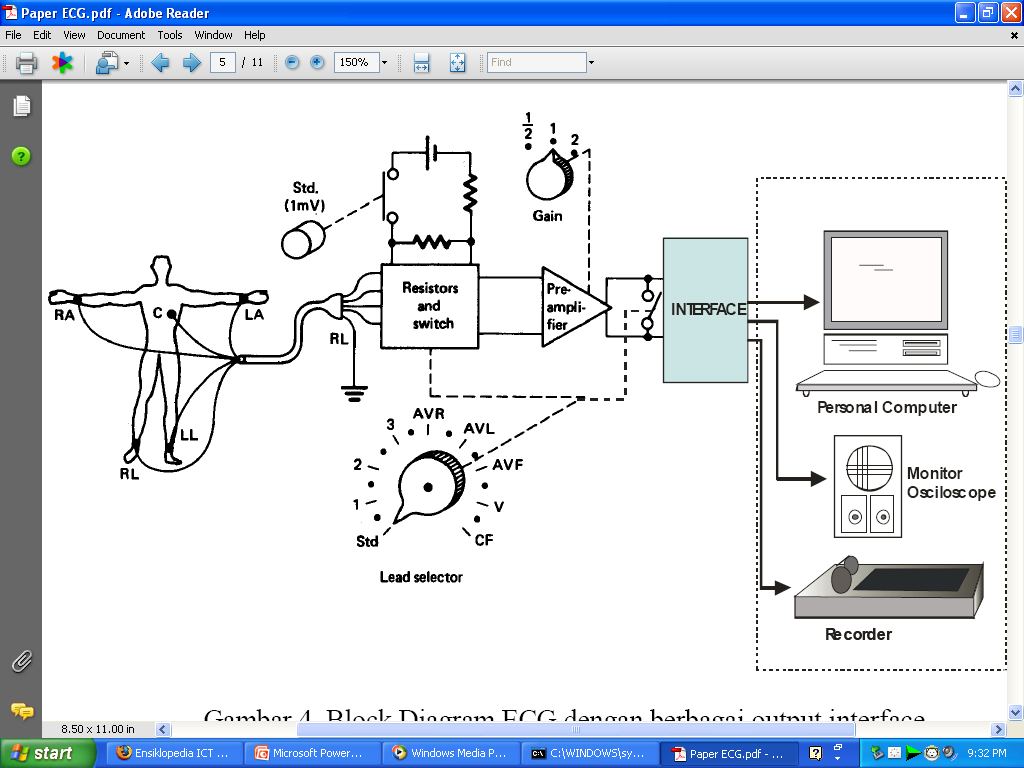 Paper ECG.pdf - Adobe Reader
File Edit View Document Tools Window Help
5 / 11 150% Find
1
2
1
2
Gain
Std.
(1mV)
RA
C
LA
RL
LL
RL
Resistors
and
switch
Pre-
ampli-
fier
INTERFACE
Personal Computer
Monitor
Osciloscope
Recorder
Std
1
2
3
AVR
AVL
AVF
V
CF
Lead selector
Gambar 4. Block Diagram ECG dengan berbagai output interface
8.50 x 11.00 in
start
Ensiklopedia ICT ...
Microsoft Power...
Windows Media P...
C:\WINDOWS\sy...
Paper ECG.pdf - ...
9:32 PM